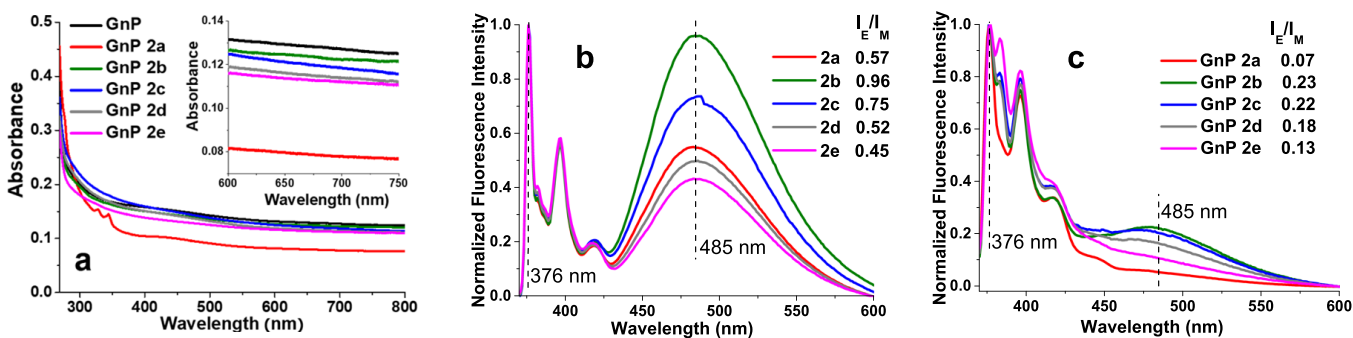 GnP
GnP 2a
GnP 2b
GnP 2c
GnP 2d
GnP 2e
Absorbance
0.5
0.4
0.3
0.2
0.1
0.0
300 400 500 600 700 800
Wavelength (nm)
a
Absorbance
0.14
0.12
0.10
0.08
600 650 700 750
Wavelength (nm)
b
Normalized Fluorescence Intensity
1.0
0.8
0.6
0.4
0.2
0.0
400 450 500 550 600
Wavelength (nm)
376 nm
485 nm
I_E/I_M
2a 0.57
2b 0.96
2c 0.75
2d 0.52
2e 0.45
c
Normalized Fluorescence Intensity
1.0
0.8
0.6
0.4
0.2
0.0
400 450 500 550 600
Wavelength (nm)
376 nm
485 nm
I_E/I_M
GnP 2a 0.07
GnP 2b 0.23
GnP 2c 0.22
GnP 2d 0.18
GnP 2e 0.13